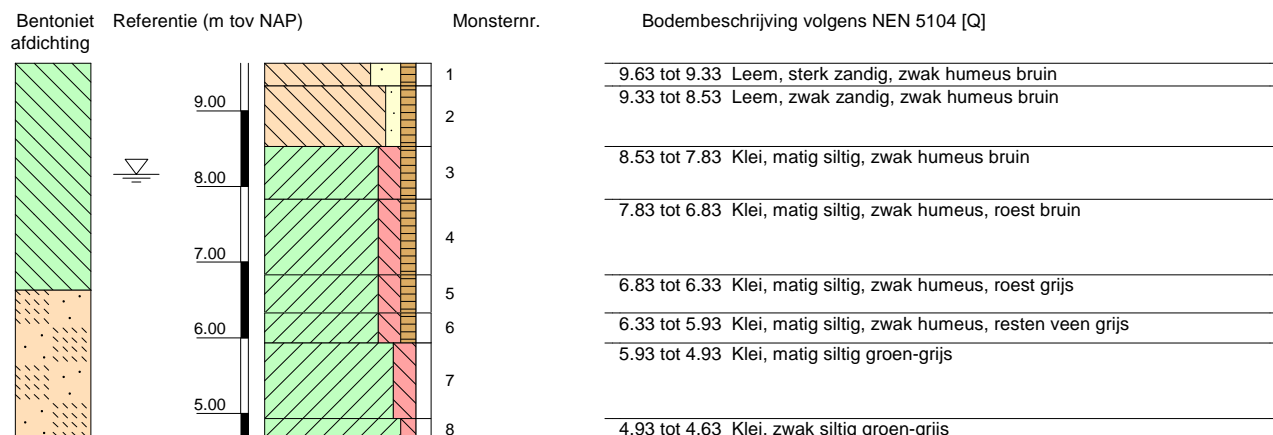 Bentoniet Referentie (m tov NAP) Monsternr. Bodembeschrijving volgens NEN 5104 [Q]
afdichting
1 9.63 tot 9.33 Leem, sterk zandig, zwak humeus bruin
9.00 2 9.33 tot 8.53 Leem, zwak zandig, zwak humeus bruin
8.00 3 8.53 tot 7.83 Klei, matig siltig, zwak humeus bruin
4 7.83 tot 6.83 Klei, matig siltig, zwak humeus, roest bruin
7.00
5 6.83 tot 6.33 Klei, matig siltig, zwak humeus, roest grijs
6.00 6 6.33 tot 5.93 Klei, matig siltig, zwak humeus, resten veen grijs
7 5.93 tot 4.93 Klei, matig siltig groen-grijs
5.00
8 4.93 tot 4.63 Klei, zwak siltig groen-grijs